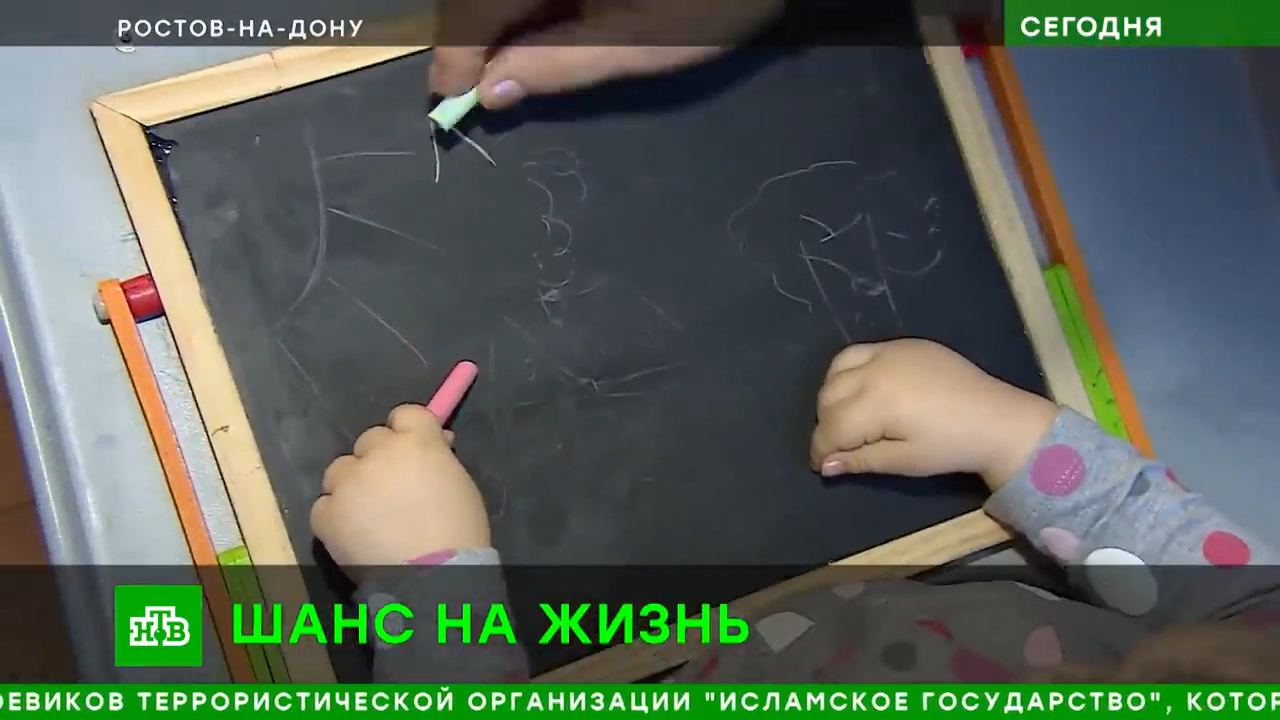 РОСТОВ-НА-ДОНУ
СЕГОДНЯ
НТВ
ШАНС НА ЖИЗНЬ
ОЕВИКОВ ТЕРРОРИСТИЧЕСКОЙ ОРГАНИЗАЦИИ "ИСЛАМСКОЕ ГОСУДАРСТВО", КОТОР